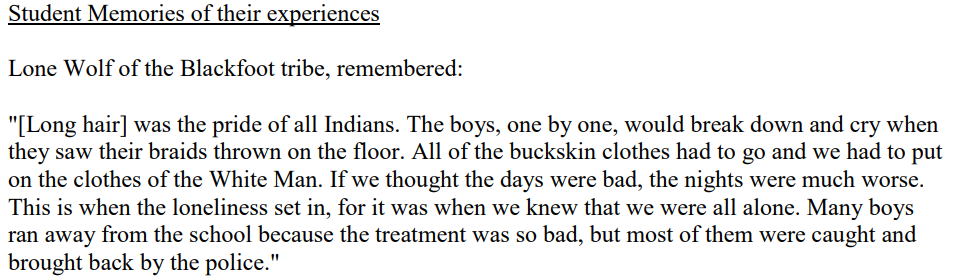 Student Memories of their experiences
Lone Wolf of the Blackfoot tribe, remembered:
"[Long hair] was the pride of all Indians. The boys, one by one, would break down and cry when
they saw their braids thrown on the floor. All of the buckskin clothes had to go and we had to put
on the clothes of the White Man. If we thought the days were bad, the nights were much worse.
This is when the loneliness set in, for it was when we knew that we were all alone. Many boys
ran away from the school because the treatment was so bad, but most of them were caught and
brought back by the police."